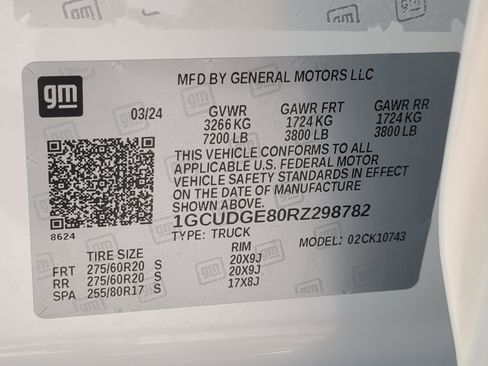 gm
MFD BY GENERAL MOTORS LLC
03/24 GVWR GAWR FRT GAWR RR
3266 KG 1724 KG 1724 KG
7200 LB 3800 LB 3800 LB
THIS VEHICLE CONFORMS TO ALL
APPLICABLE U.S. FEDERAL MOTOR
VEHICLE SAFETY STANDARDS IN EFFECT
ON THE DATE OF MANUFACTURE
SHOWN ABOVE.
1GCUDGE80RZ298782
8624
TYPE: TRUCK MODEL: 02CK10743
TIRE SIZE RIM
FRT 275/60R20 S 20X9J
RR 275/60R20 S 20X9J
SPA 255/80R17 S 17X8J